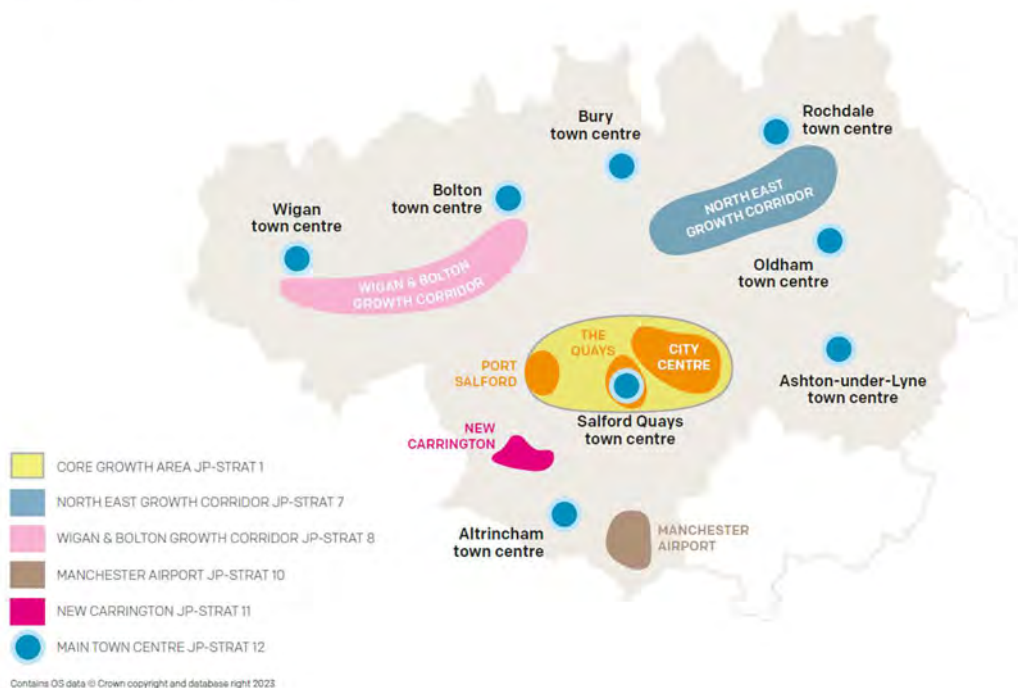 Bury
town centre
Rochdale
town centre
Bolton
town centre
Wigan
town centre
NORTH EAST
GROWTH CORRIDOR
Oldham
town centre
WIGAN & BOLTON
GROWTH CORRIDOR
THE
QUAYS
CITY
CENTRE
PORT
SALFORD
Ashton-under-Lyne
town centre
Salford Quays
town centre
NEW
CARRINGTON
Altrincham
town centre
MANCHESTER
AIRPORT
CORE GROWTH AREA JP-STRAT 1
NORTH EAST GROWTH CORRIDOR JP-STRAT 7
WIGAN & BOLTON GROWTH CORRIDOR JP-STRAT 8
MANCHESTER AIRPORT JP-STRAT 10
NEW CARRINGTON JP-STRAT 11
MAIN TOWN CENTRE JP-STRAT 12
Contains OS data © Crown copyright and database right 2023